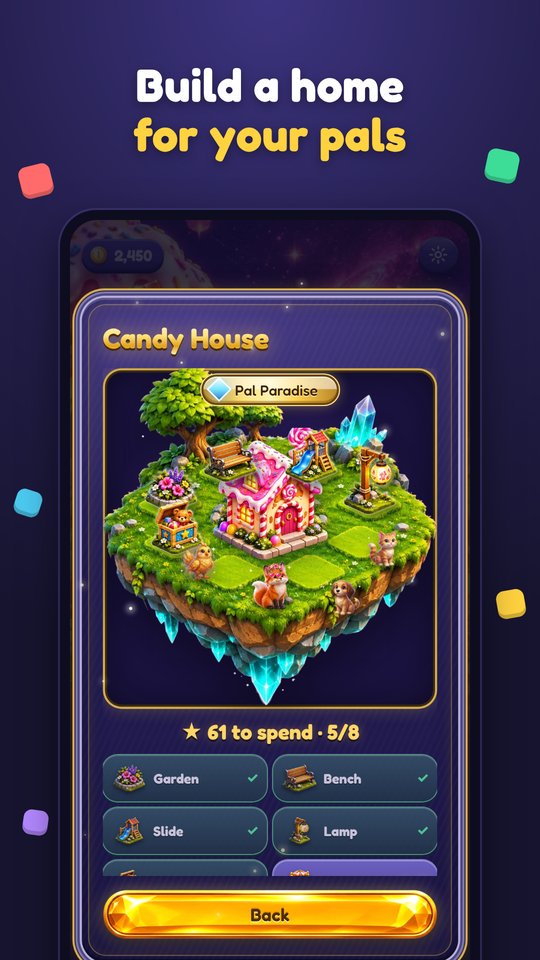 Build a home
for your pals
2,450
Candy House
Pal Paradise
★ 61 to spend · 5/8
Garden
Bench
Slide
Lamp
Back